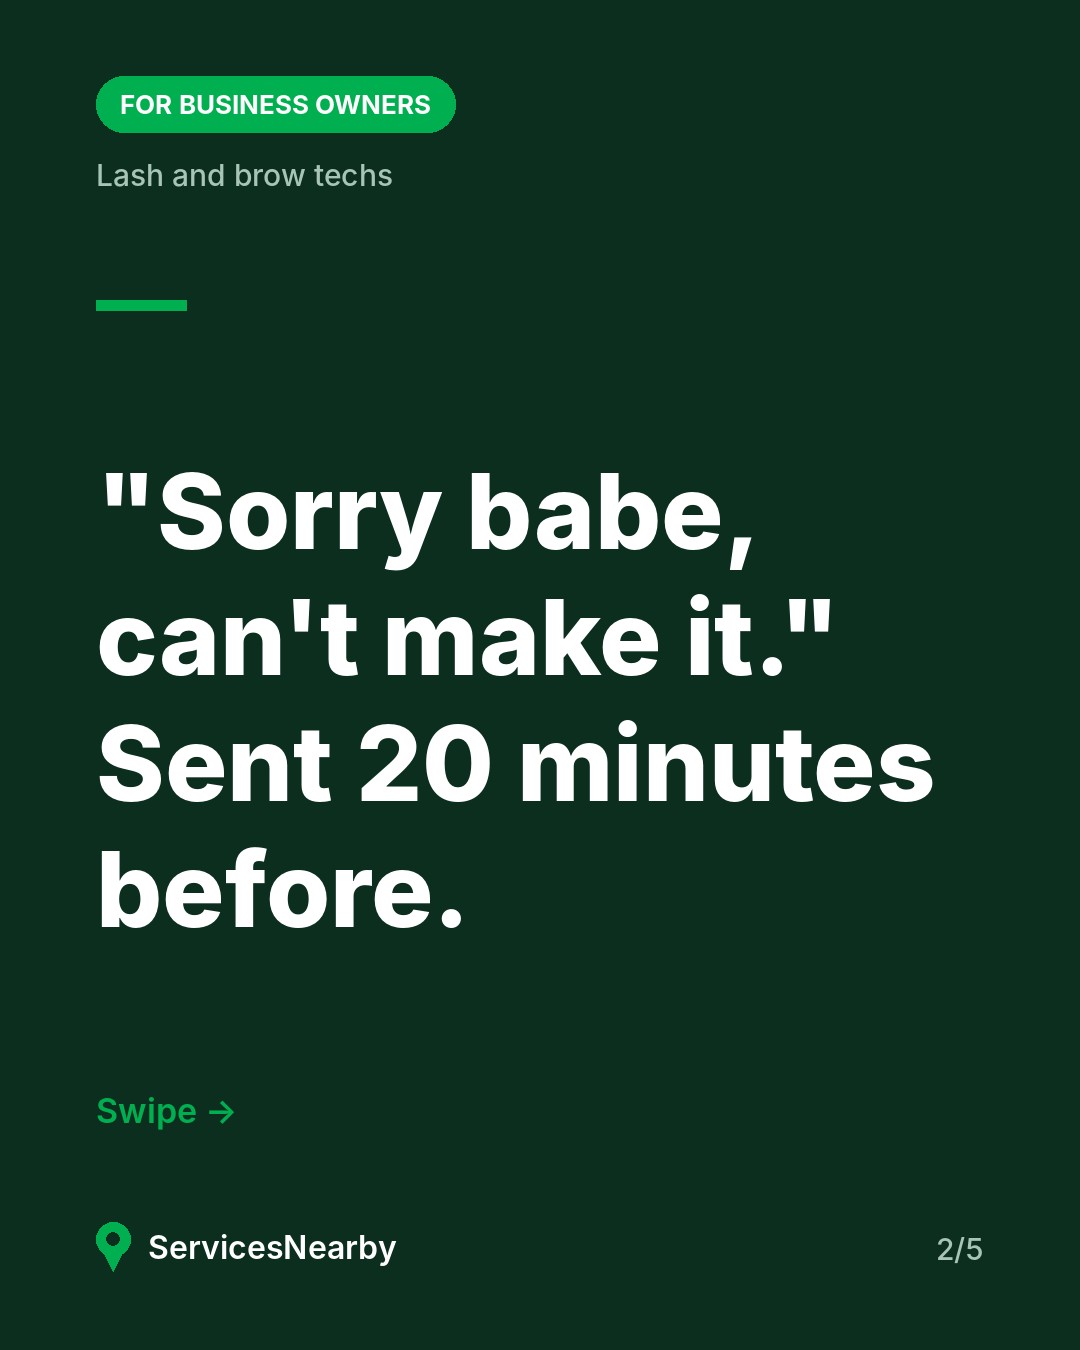 FOR BUSINESS OWNERS
Lash and brow techs
"Sorry babe,
can't make it."
Sent 20 minutes
before.
Swipe →
ServicesNearby
2/5